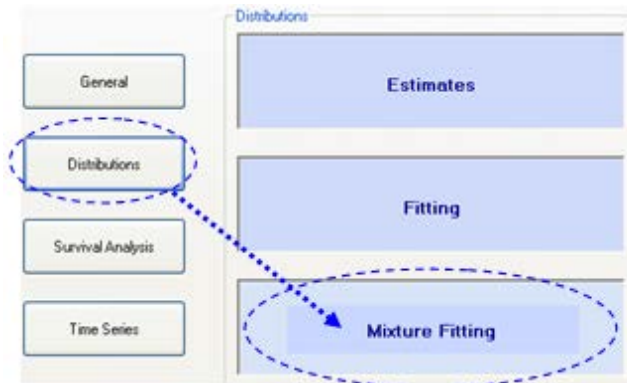 Distributions
General
Estimates
Distributions
Fitting
Survival Analysis
Time Series
Mixture Fitting